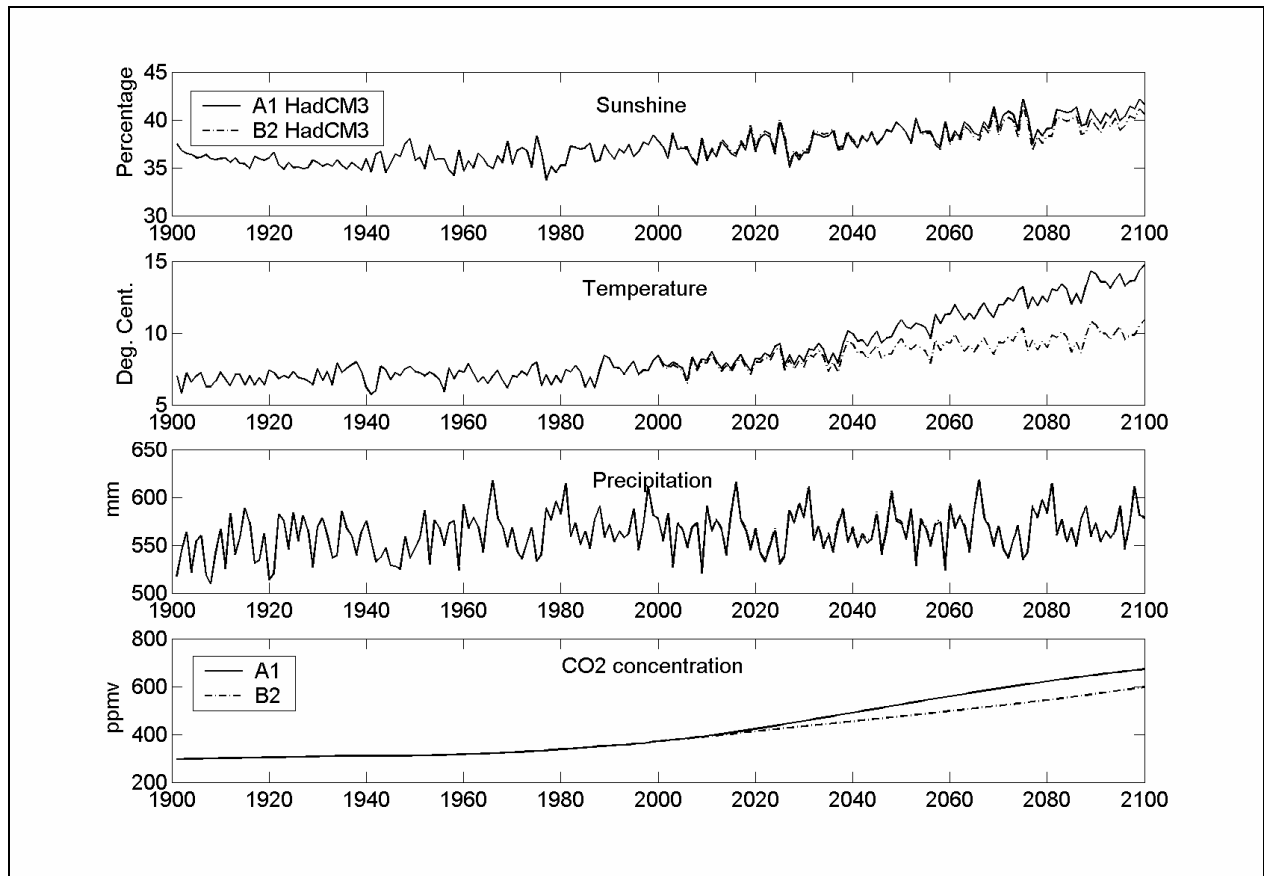 45
40
35
30
Percentage
A1 HadCM3
B2 HadCM3
Sunshine
1900 1920 1940 1960 1980 2000 2020 2040 2060 2080 2100
15
10
5
Deg. Cent.
Temperature
1900 1920 1940 1960 1980 2000 2020 2040 2060 2080 2100
650
600
550
500
mm
Precipitation
1900 1920 1940 1960 1980 2000 2020 2040 2060 2080 2100
800
600
400
200
ppmv
A1
B2
CO2 concentration
1900 1920 1940 1960 1980 2000 2020 2040 2060 2080 2100